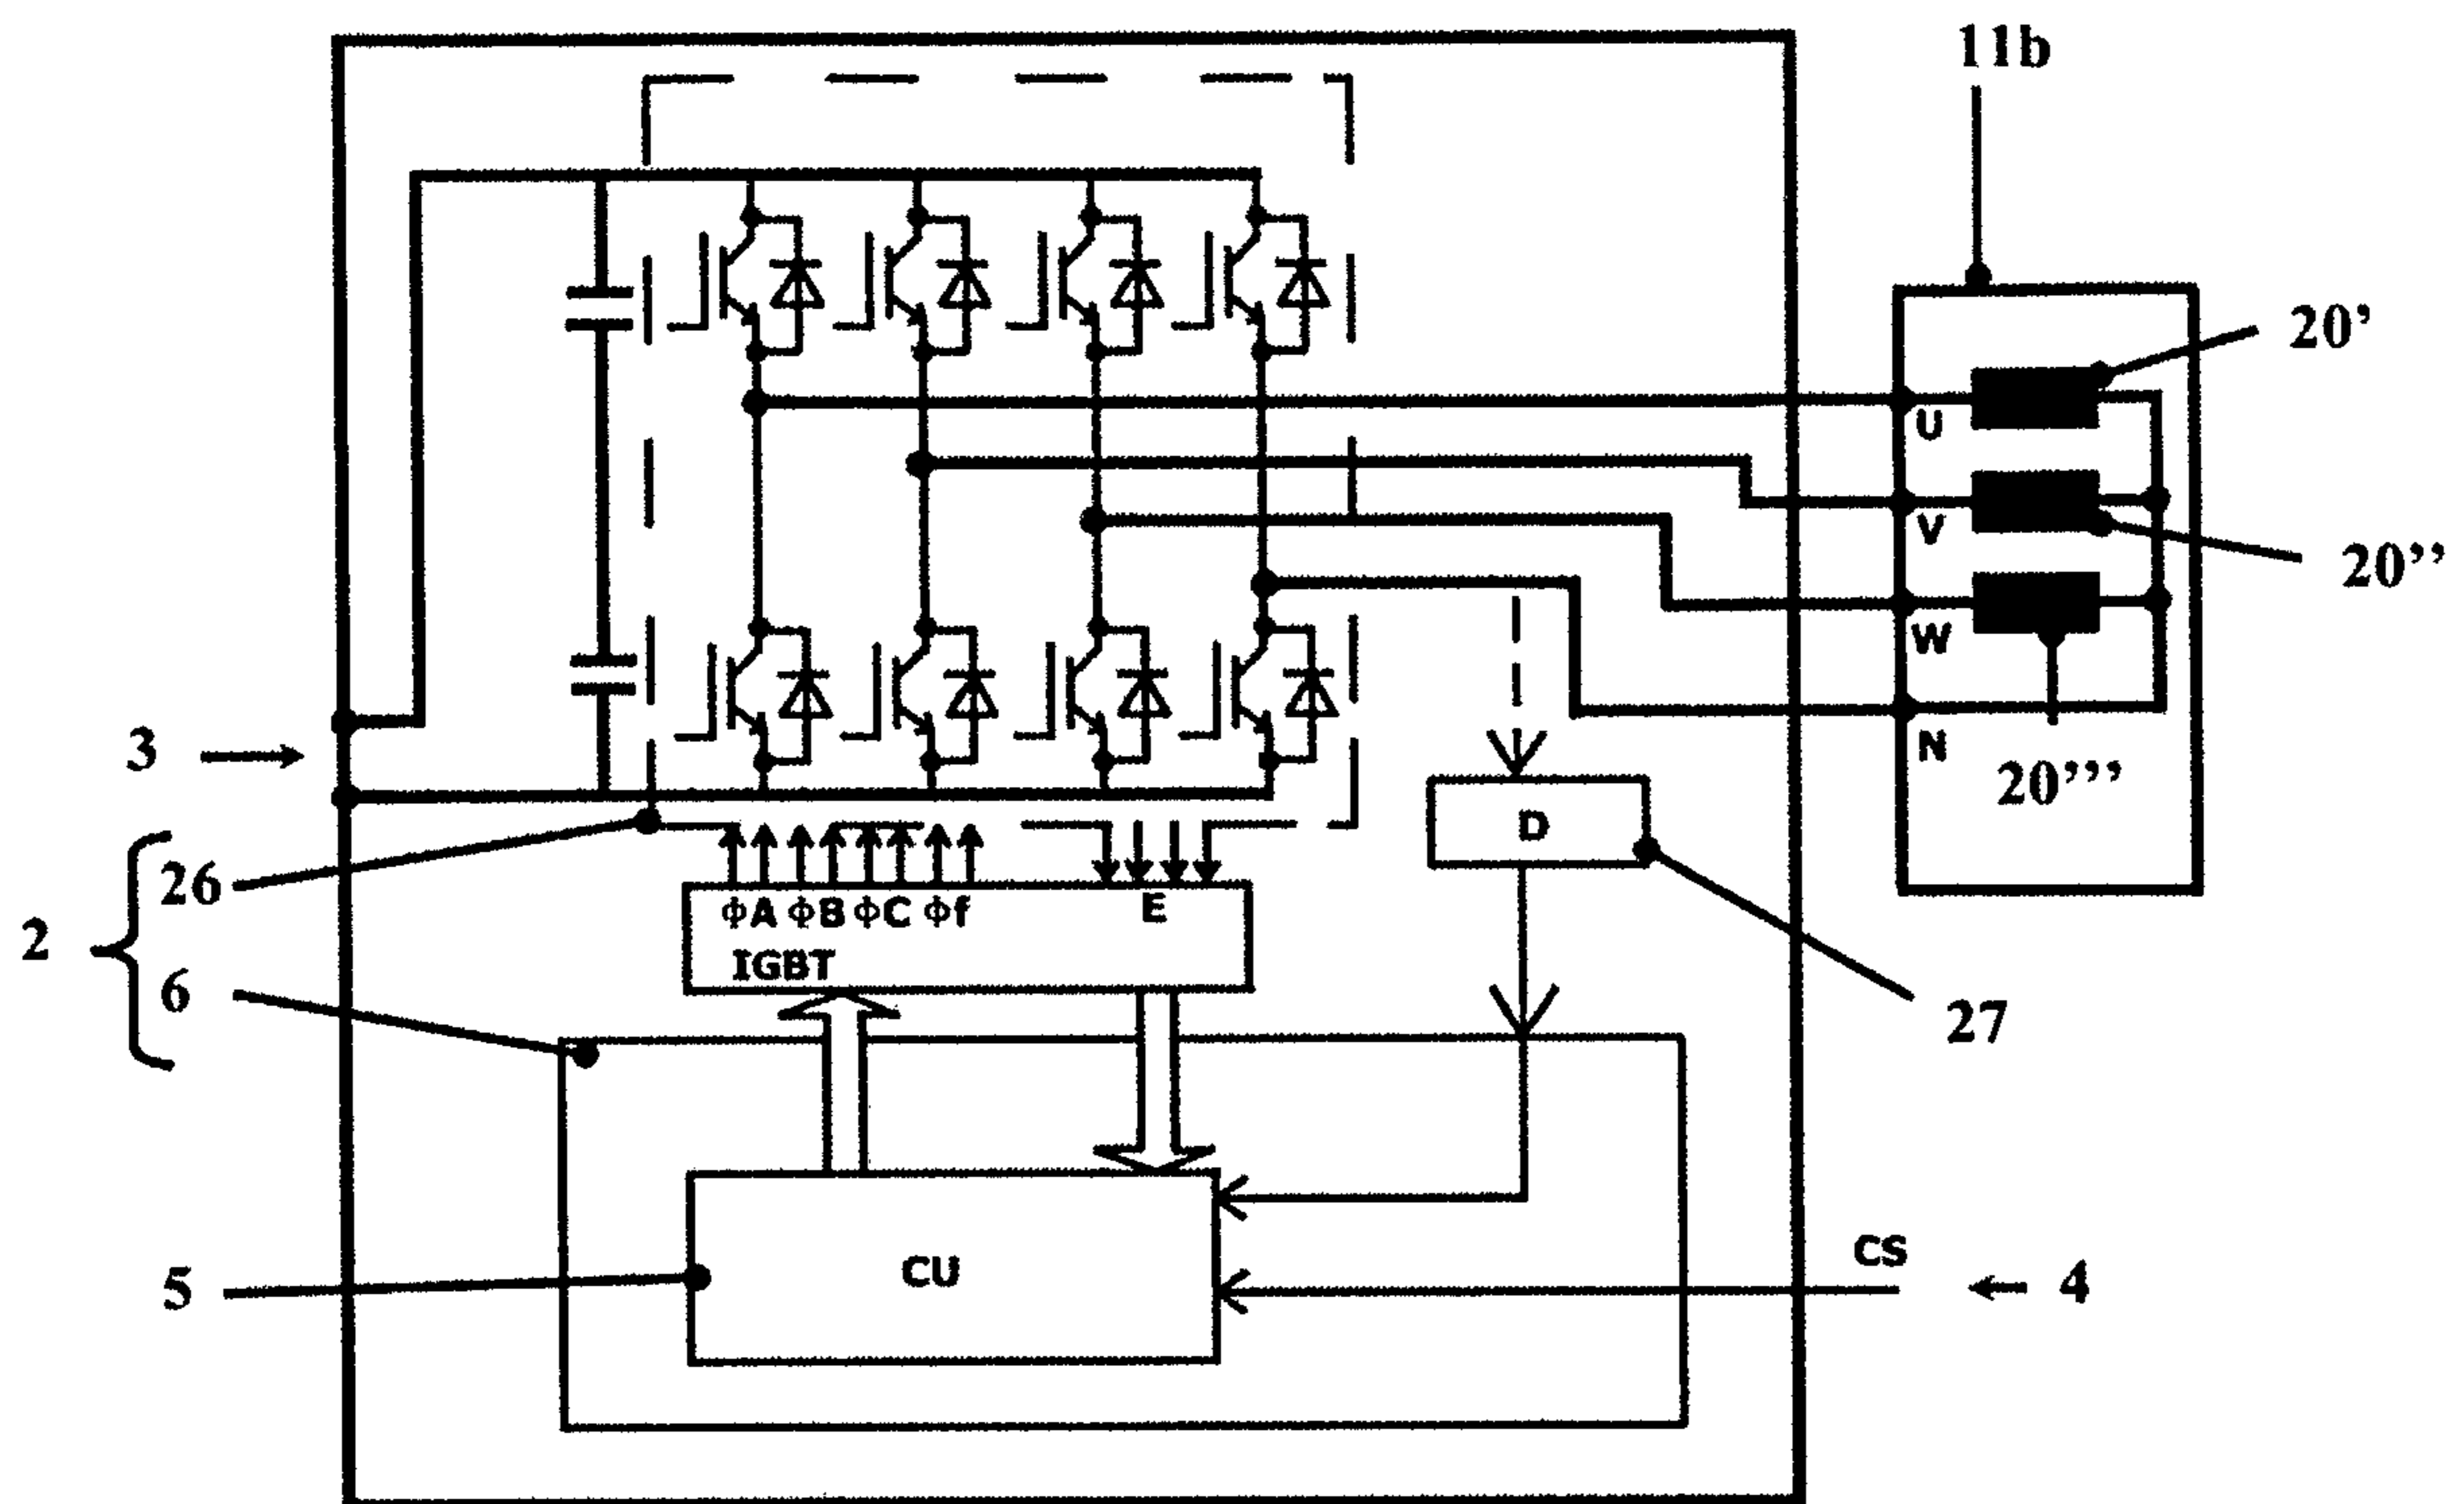 11b
20’
U
V
20’’
W
N
20’’’
3
D
26
2
ϕA ϕB ϕC ϕf E
IGBT
6
27
CS
4
CU
5